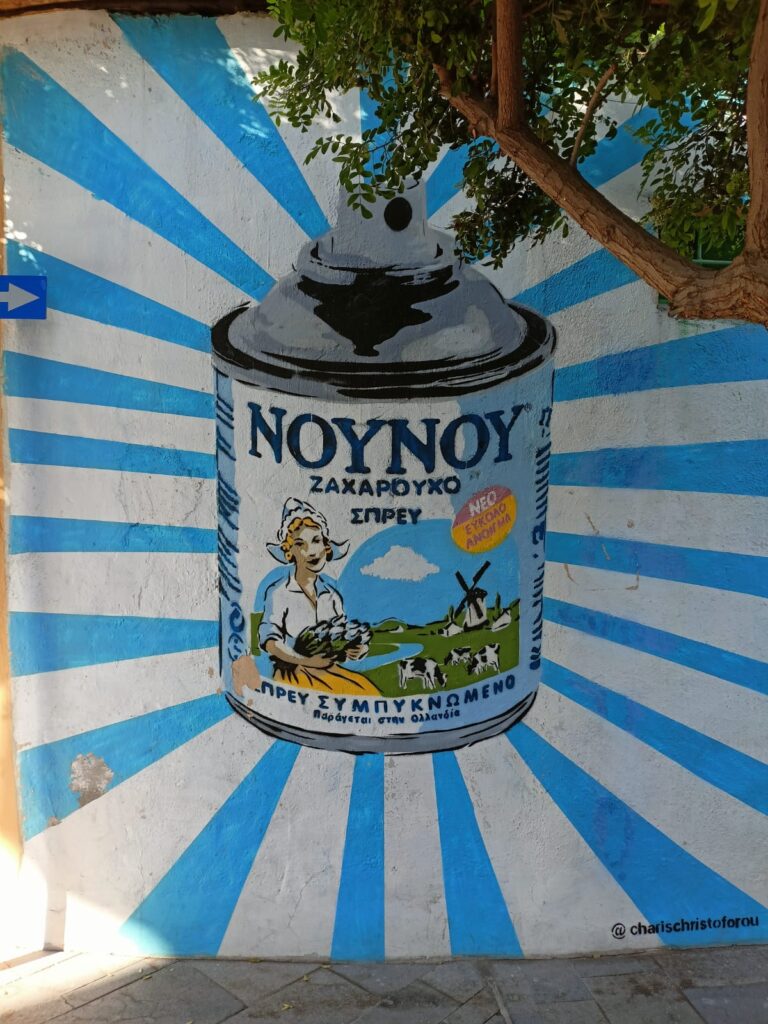 ΝΟΥΝΟΥ
ΖΑΧΑΡΟΥΧΟ
ΣΠΡΕΥ
ΝΕΟ
ΕΥΚΟΛΟ
ΑΝΟΙΓΜΑ
ΣΠΡΕΥ ΣΥΜΠΥΚΝΩΜΕΝΟ
Παράγεται στην Ολλανδία
@ charischristoforou